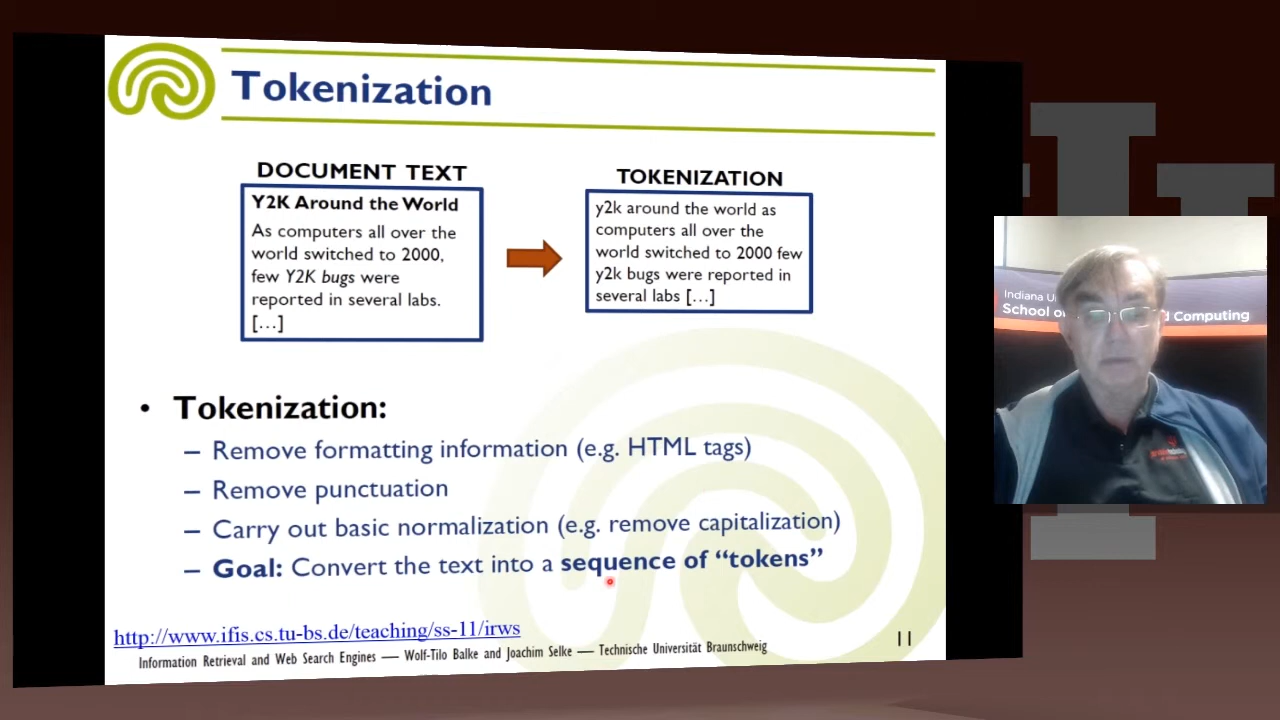 Tokenization
DOCUMENT TEXT
Y2K Around the World
As computers all over the
world switched to 2000,
few Y2K bugs were
reported in several labs.
[...]
TOKENIZATION
y2k around the world as
computers all over the
world switched to 2000 few
y2k bugs were reported in
several labs [...]
• Tokenization:
– Remove formatting information (e.g. HTML tags)
– Remove punctuation
– Carry out basic normalization (e.g. remove capitalization)
– Goal: Convert the text into a sequence of “tokens”
http://www.ifis.cs.tu-bs.de/teaching/ss-11/irws
Information Retrieval and Web Search Engines — Wolf-Tilo Balke and Joachim Selke — Technische Universität Braunschweig
11
Indiana
School of Computing